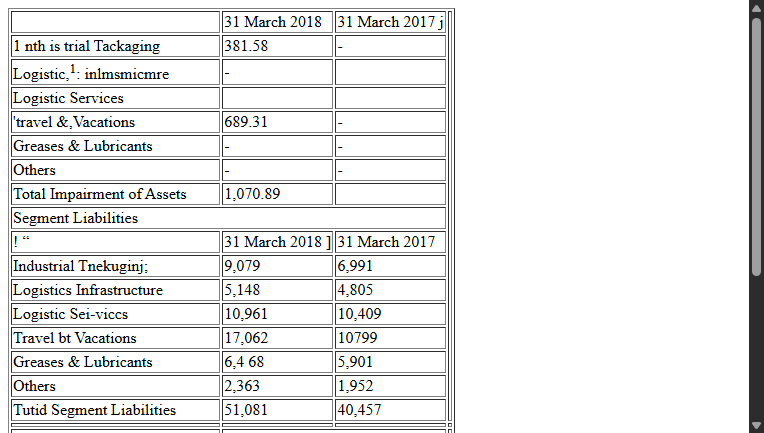 31 March 2018 31 March 2017 j
1 nth is trial Tackaging 381.58 -
Logistic,1: inlmsmicmre -
Logistic Services
'travel &,Vacations 689.31 -
Greases & Lubricants - -
Others - -
Total Impairment of Assets 1,070.89
Segment Liabilities
! “ 31 March 2018 ] 31 March 2017
Industrial Tnekuginj; 9,079 6,991
Logistics Infrastructure 5,148 4,805
Logistic Sei-viccs 10,961 10,409
Travel bt Vacations 17,062 10799
Greases & Lubricants 6,4 68 5,901
Others 2,363 1,952
Tutid Segment Liabilities 51,081 40,457